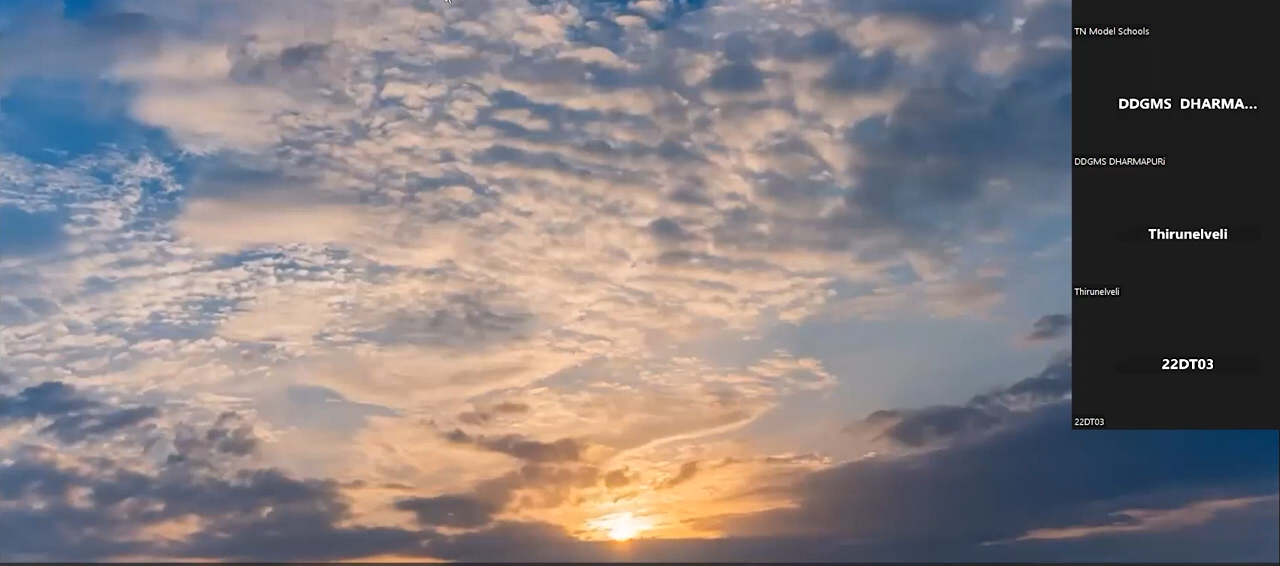 TN Model Schools
DDGMS DHARMA...
DDGMS DHARMAPURi
Thirunelveli
Thirunelveli
22DT03
22DT03